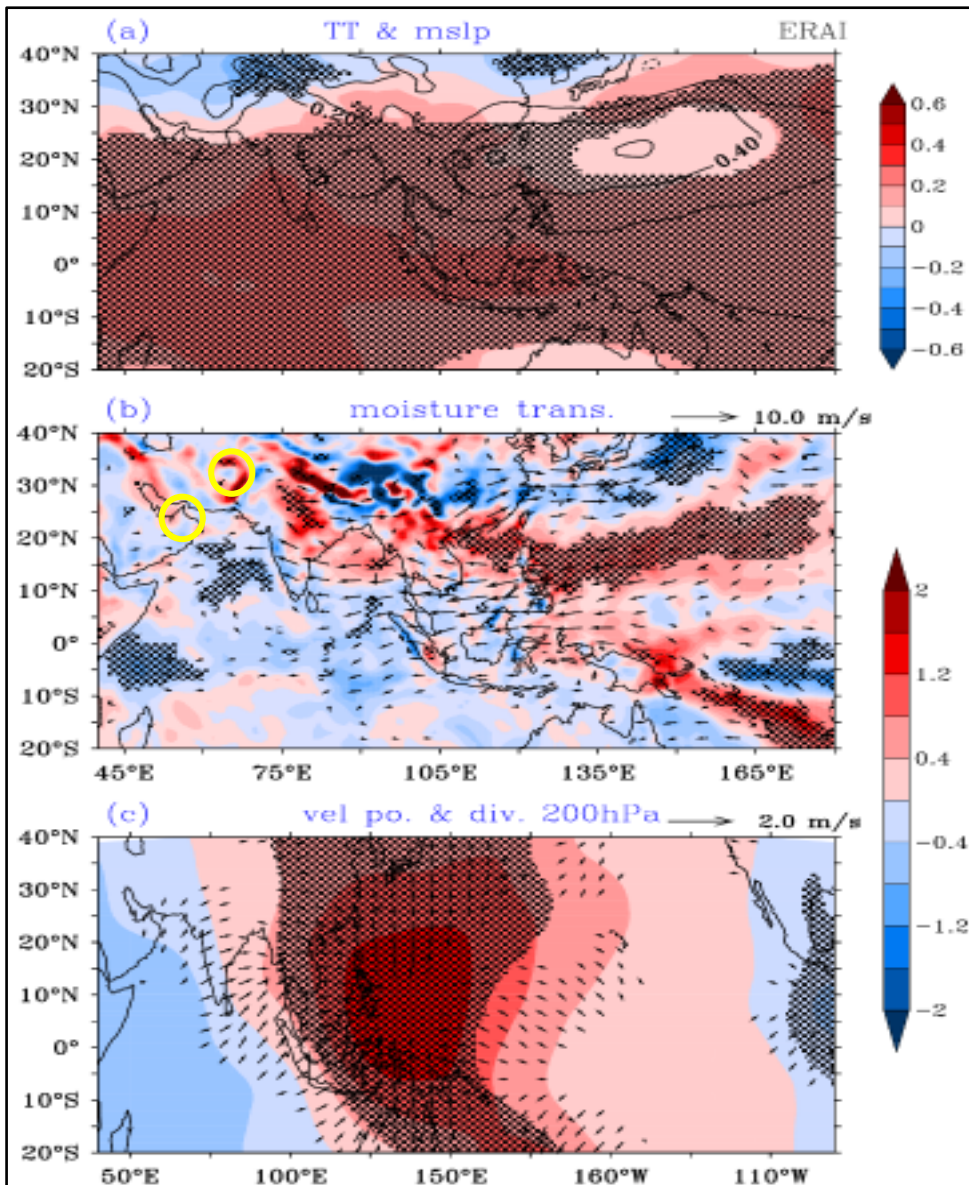 (a) TT & mslp ERAI
40°N
30°N
20°N
10°N
0°
10°S
20°S
0.20
0.40
0.6
0.4
0.2
0
−0.2
−0.4
−0.6
(b) moisture trans. 10.0 m/s
40°N
30°N
20°N
10°N
0°
10°S
20°S
45°E 75°E 105°E 135°E 165°E
(c) vel po. & div. 200hPa 2.0 m/s
40°N
30°N
20°N
10°N
0°
10°S
20°S
50°E 100°E 150°E 160°W 110°W
2
1.2
0.4
−0.4
−1.2
−2